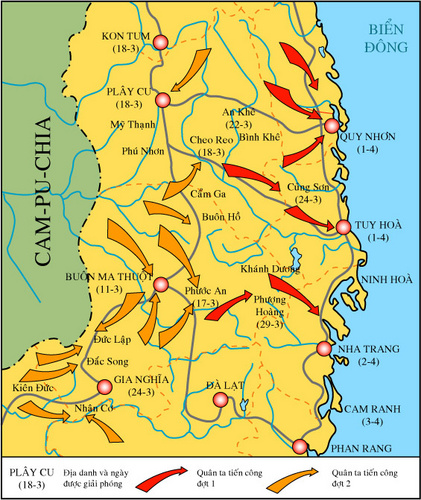 BIỂN
ĐÔNG
KON TUM
(18-3)
PLÂY CU
(18-3)
Mỹ Thạnh
Phú Nhơn
An Khê
(22-3)
Bình Khê
Cheo Reo
(18-3)
QUY NHƠN
(1-4)
CAM-PU-CHIA
Cẩm Ga
Buôn Hồ
Củng Sơn
(24-3)
TUY HOÀ
(1-4)
BUÔN MA THUỘT
(11-3)
Phước An
(17-3)
Khánh Dương
Phượng
Hoàng
(29-3)
NINH HOÀ
Đức Lập
Đắc Song
Kiên Đức
GIA NGHĨA
(24-3)
Nhân Cơ
ĐÀ LẠT
NHA TRANG
(2-4)
CAM RANH
(3-4)
PHAN RANG
PLÂY CU
(18-3)
Địa danh và ngày
được giải phóng
Quân ta tiến công
đợt 1
Quân ta tiến công
đợt 2